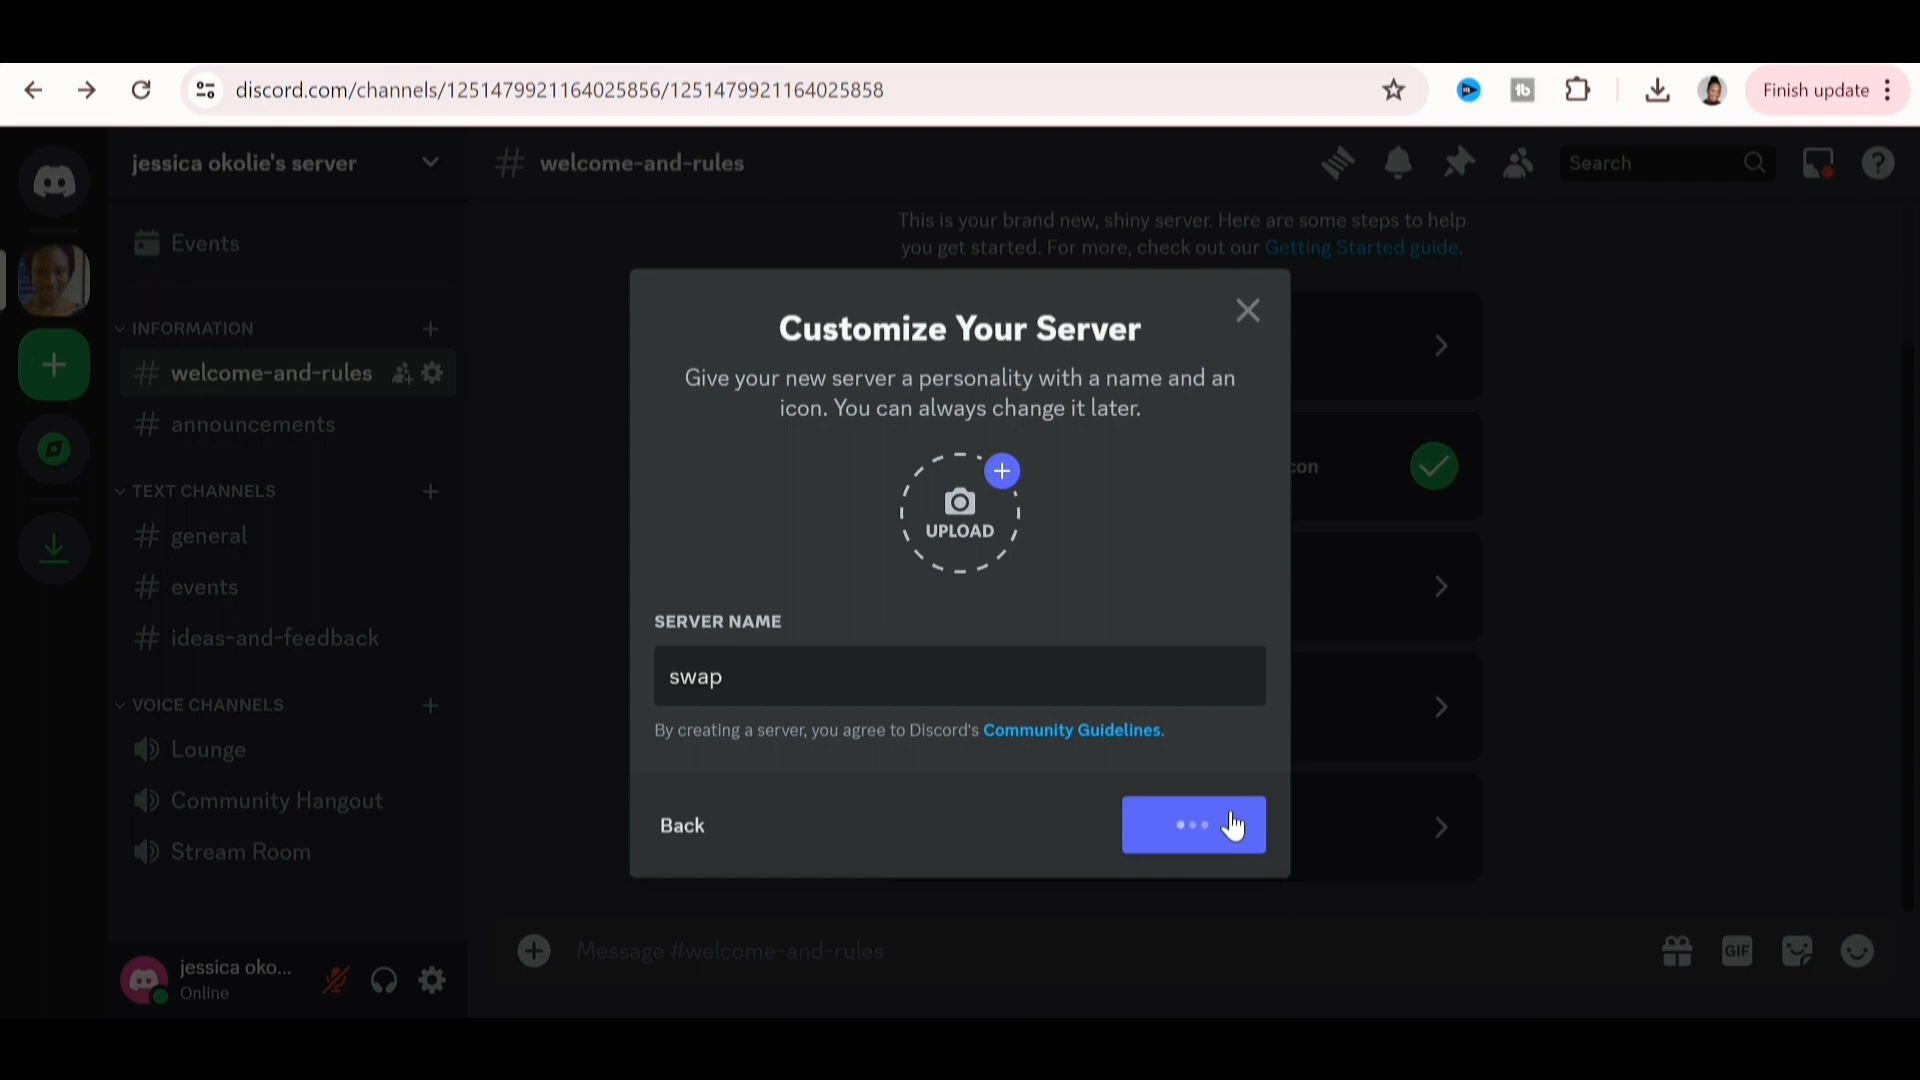 discord.com/channels/1251479921164025856/1251479921164025858
Finish update
jessica okolie's server
welcome-and-rules
Search
Events
INFORMATION
welcome-and-rules
announcements
TEXT CHANNELS
general
events
ideas-and-feedback
VOICE CHANNELS
Lounge
Community Hangout
Stream Room
jessica oko...
Online
This is your brand new, shiny server. Here are some steps to help
you get started. For more, check out our Getting Started guide.
Customize Your Server
Give your new server a personality with a name and an
icon. You can always change it later.
UPLOAD
SERVER NAME
swap
By creating a server, you agree to Discord's Community Guidelines.
Back
con
Message #welcome-and-rules
GIF